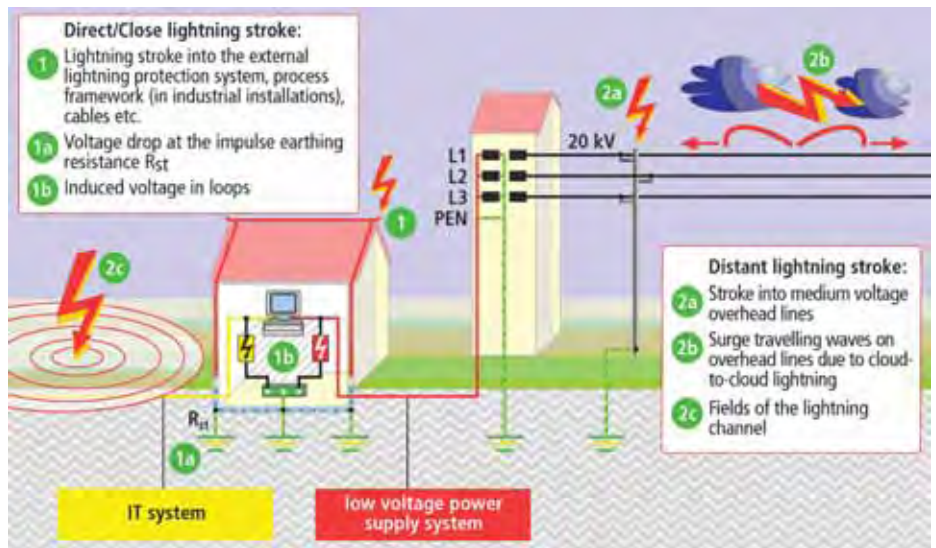 Direct/Close lightning stroke:
1 Lightning stroke into the external
lightning protection system, process
framework (in industrial installations),
cables etc.
1a Voltage drop at the impulse earthing
resistance Rst
1b Induced voltage in loops
2a
2b
20 kV
L1
L2
L3
PEN
1
2c
1b
Distant lightning stroke:
2a Stroke into medium voltage
overhead lines
2b Surge travelling waves on
overhead lines due to cloud-
to-cloud lightning
2c Fields of the lightning
channel
Rst
1a
IT system
low voltage power
supply system